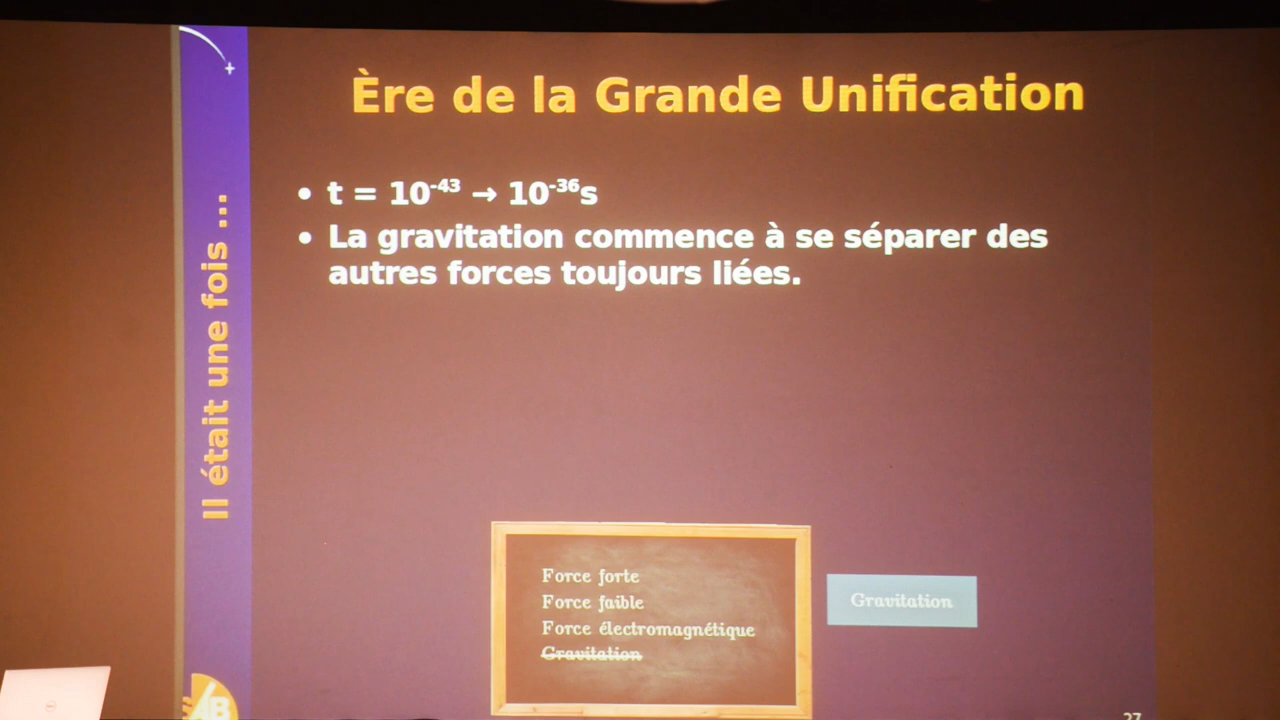 Ère de la Grande Unification
• t = 10⁻⁴³ → 10⁻³⁶s
• La gravitation commence à se séparer des
autres forces toujours liées.
Il était une fois ...
Force forte
Force faible
Force électromagnétique
Gravitation
Gravitation
27